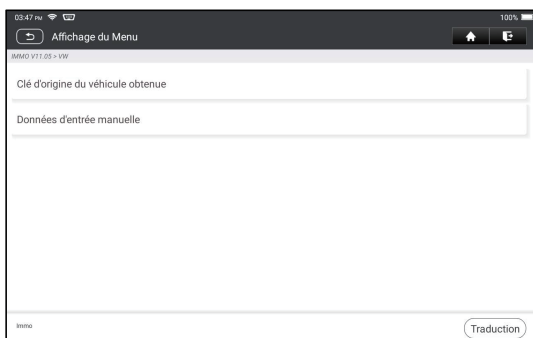 03:47 PM 100%
Affichage du Menu
IMMO V11.05 > VW
Clé d'origine du véhicule obtenue
Données d'entrée manuelle
Immo
Traduction